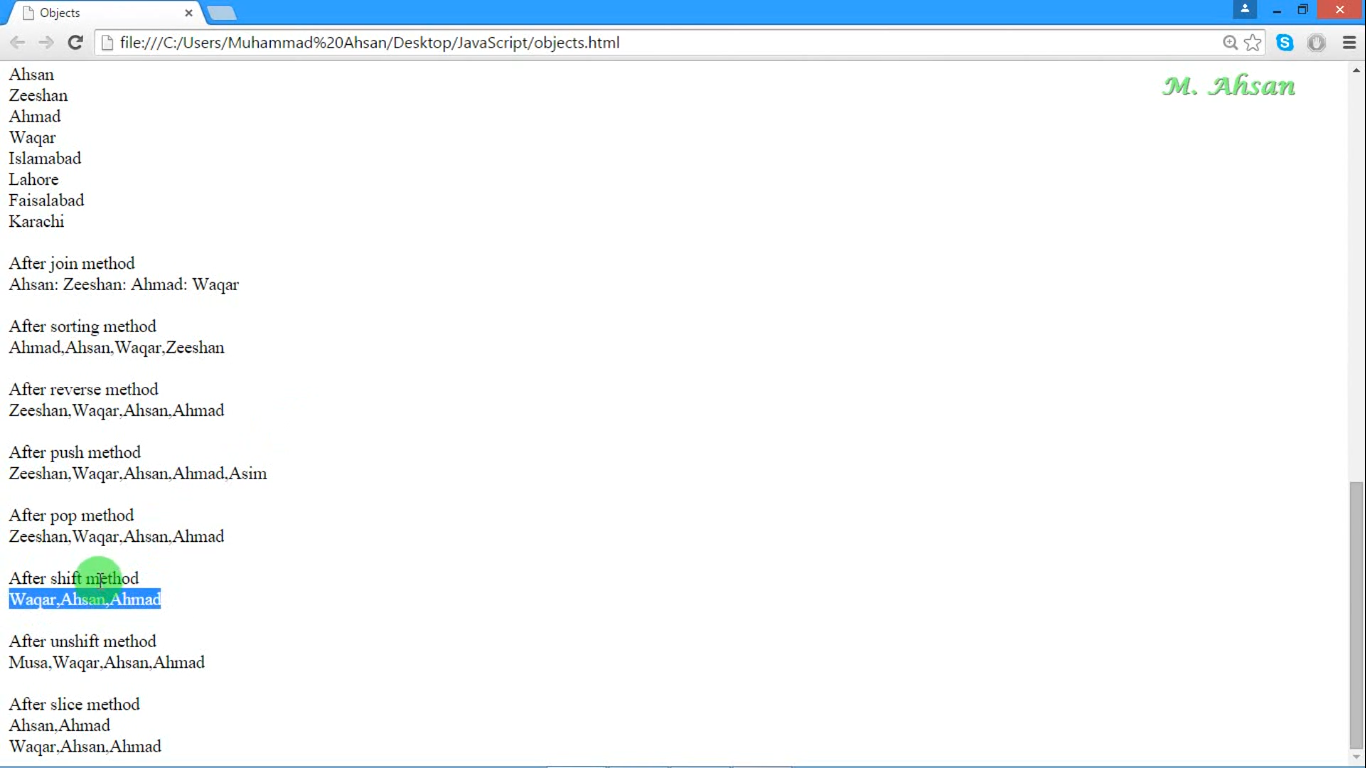 Objects
file:///C:/Users/Muhammad%20Ahsan/Desktop/JavaScript/objects.html
M. Ahsan
Ahsan
Zeeshan
Ahmad
Waqar
Islamabad
Lahore
Faisalabad
Karachi
After join method
Ahsan: Zeeshan: Ahmad: Waqar
After sorting method
Ahmad,Ahsan,Waqar,Zeeshan
After reverse method
Zeeshan,Waqar,Ahsan,Ahmad
After push method
Zeeshan,Waqar,Ahsan,Ahmad,Asim
After pop method
Zeeshan,Waqar,Ahsan,Ahmad
After shift method
Waqar,Ahsan,Ahmad
After unshift method
Musa,Waqar,Ahsan,Ahmad
After slice method
Ahsan,Ahmad
Waqar,Ahsan,Ahmad